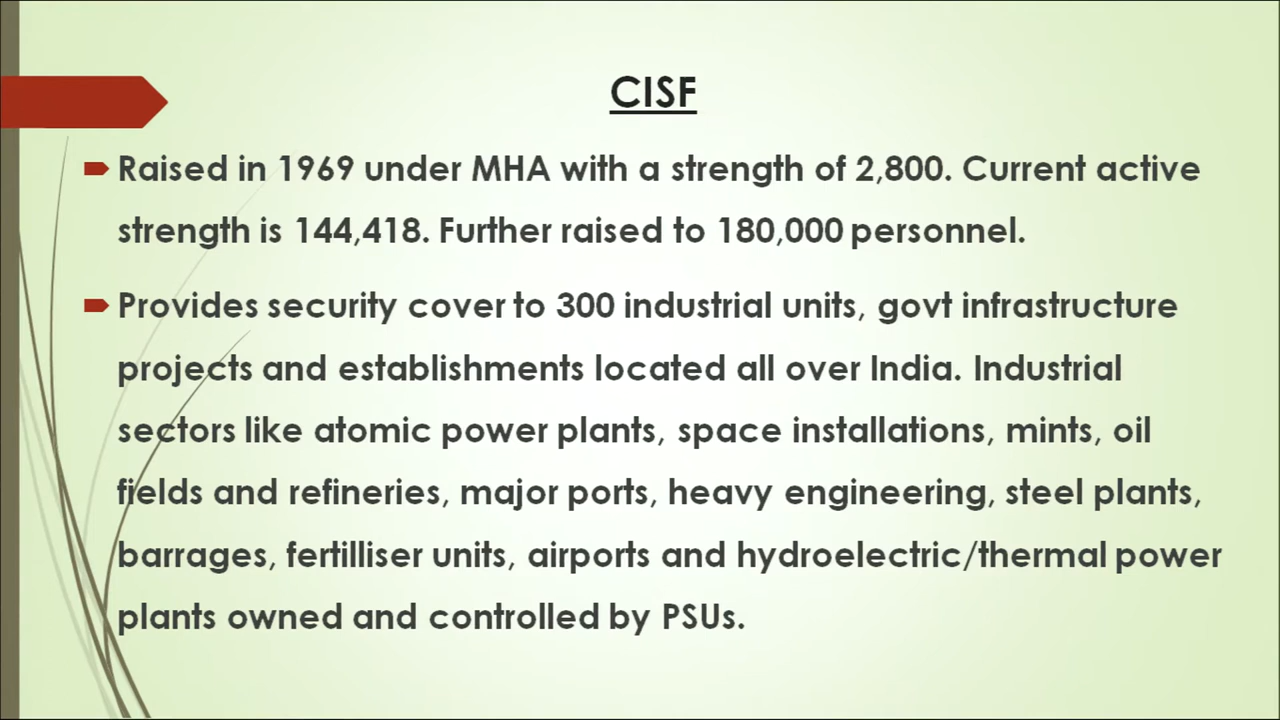 CISF
Raised in 1969 under MHA with a strength of 2,800. Current active
strength is 144,418. Further raised to 180,000 personnel.
Provides security cover to 300 industrial units, govt infrastructure
projects and establishments located all over India. Industrial
sectors like atomic power plants, space installations, mints, oil
fields and refineries, major ports, heavy engineering, steel plants,
barrages, fertilliser units, airports and hydroelectric/thermal power
plants owned and controlled by PSUs.